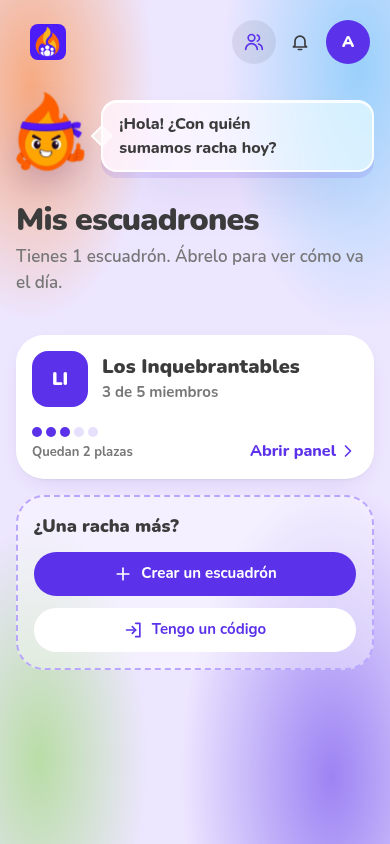 A
¡Hola! ¿Con quién
sumamos racha hoy?
Mis escuadrones
Tienes 1 escuadrón. Ábrelo para ver cómo va
el día.
LI
Los Inquebrantables
3 de 5 miembros
Quedan 2 plazas
Abrir panel
¿Una racha más?
Crear un escuadrón
Tengo un código